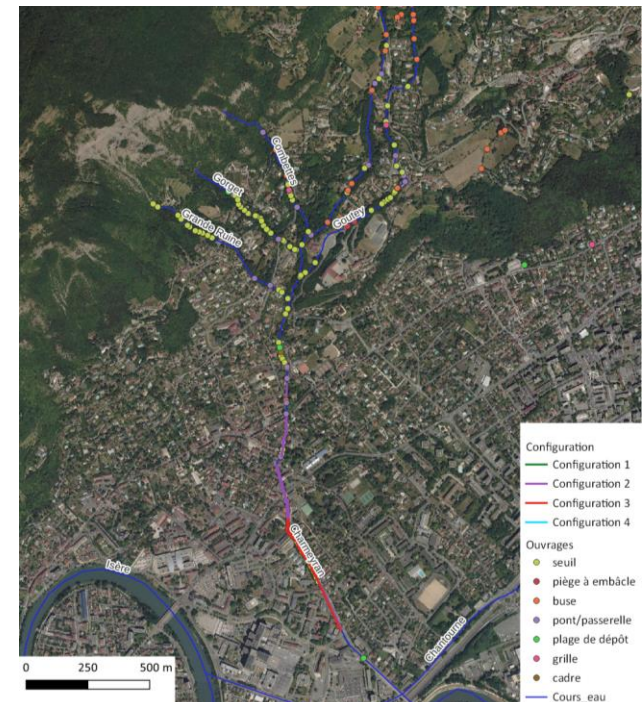 Combettes
Gorget
Goutey
Grande Ruine
Charmeyran
Isère
Chantourne
0 250 500 m
Configuration
Configuration 1
Configuration 2
Configuration 3
Configuration 4
Ouvrages
seuil
piège à embâcle
buse
pont/passerelle
plage de dépôt
grille
cadre
Cours_eau